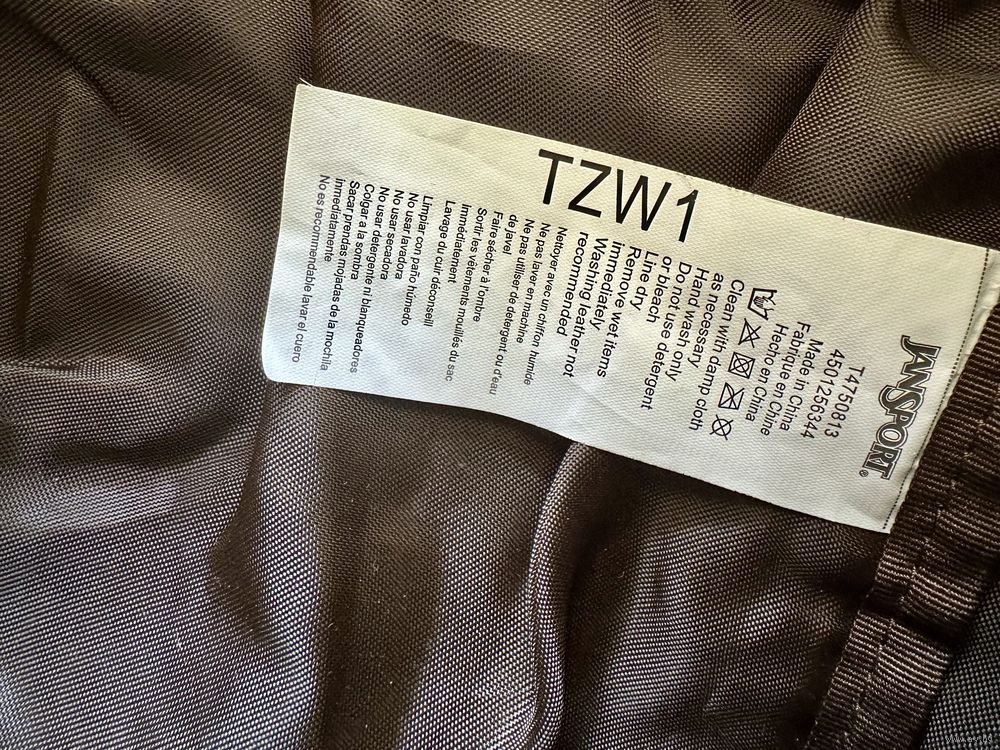 JANSPORT®
T4750813
4501256344
Made in China
Fabriqué en Chine
Hecho en China
Clean with damp cloth
as necessary
Hand wash only
Do not use detergent
or bleach
Line dry
Remove wet items
immediately
Washing leather not
recommended
Nettoyer avec un chiffon humide
Ne pas laver en machine
Ne pas utiliser de detergent ou d'eau
de javel
Faire sécher à l'ombre
Sortir les vêtements mouillés du sac
immédiatement
Lavage du cuir déconseill
Limpiar con paño húmedo
No usar lavadora
No usar secadora
No usar detergente ni blanqueadores
Colgar a la sombra
Sacar prendas mojadas de la mochila
inmediatamente
No es recommendable lavar el cuero
TZW1